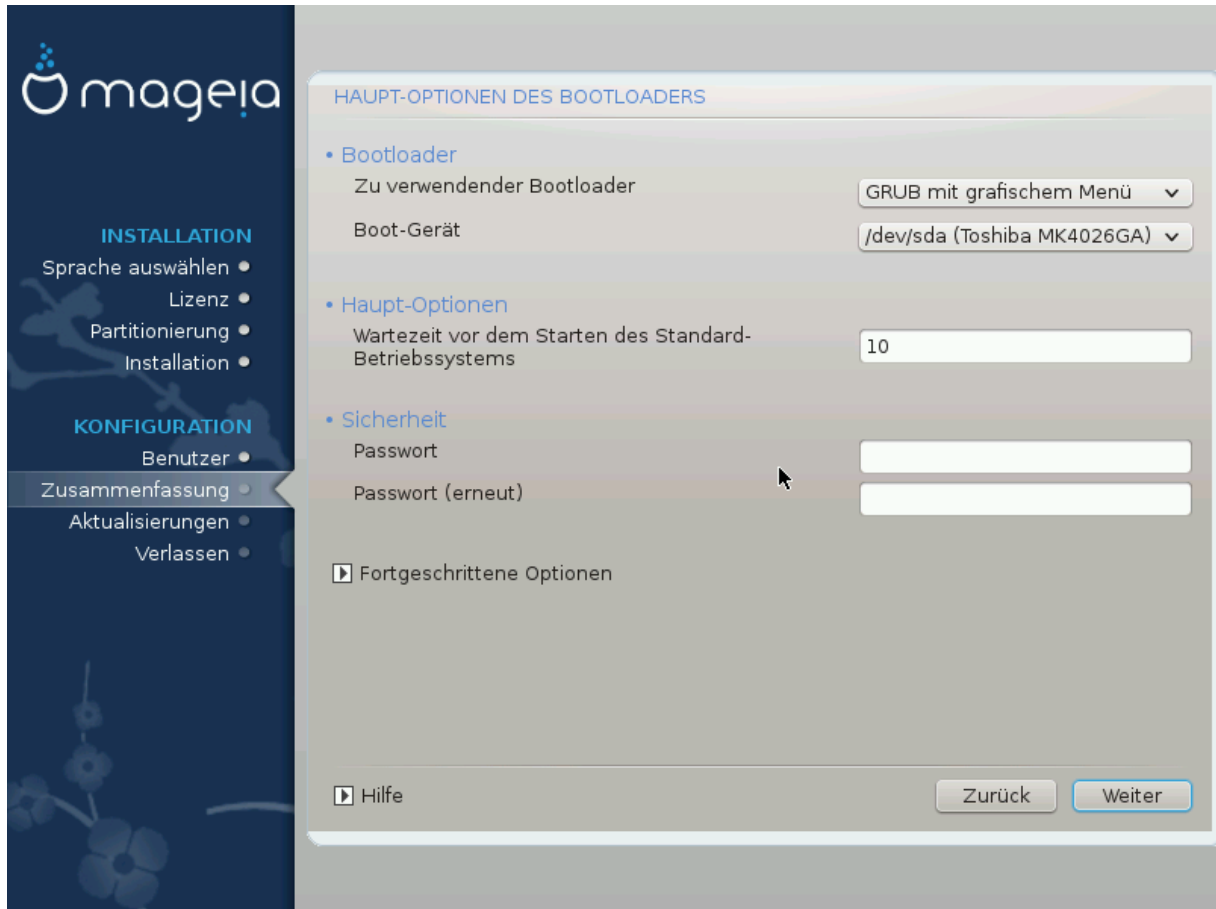 mageia
INSTALLATION
Sprache auswählen
Lizenz
Partitionierung
Installation
KONFIGURATION
Benutzer
Zusammenfassung
Aktualisierungen
Verlassen
HAUPT-OPTIONEN DES BOOTLOADERS
• Bootloader
Zu verwendender Bootloader
GRUB mit grafischem Menü
Boot-Gerät
/dev/sda (Toshiba MK4026GA)
• Haupt-Optionen
Wartezeit vor dem Starten des Standard-
Betriebssystems
10
• Sicherheit
Passwort
Passwort (erneut)
Fortgeschrittene Optionen
Hilfe
Zurück
Weiter